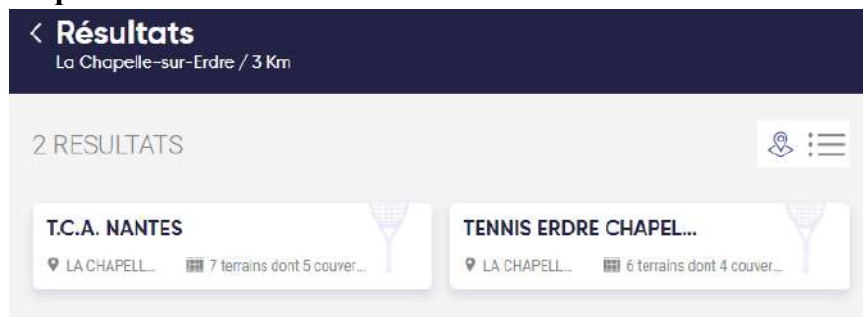 Résultats
La Chapelle-sur-Erdre / 3 Km
2 RESULTATS
T.C.A. NANTES
LA CHAPELL... 7 terrains dont 5 couver...
TENNIS ERDRE CHAPEL...
LA CHAPELL... 6 terrains dont 4 couver...